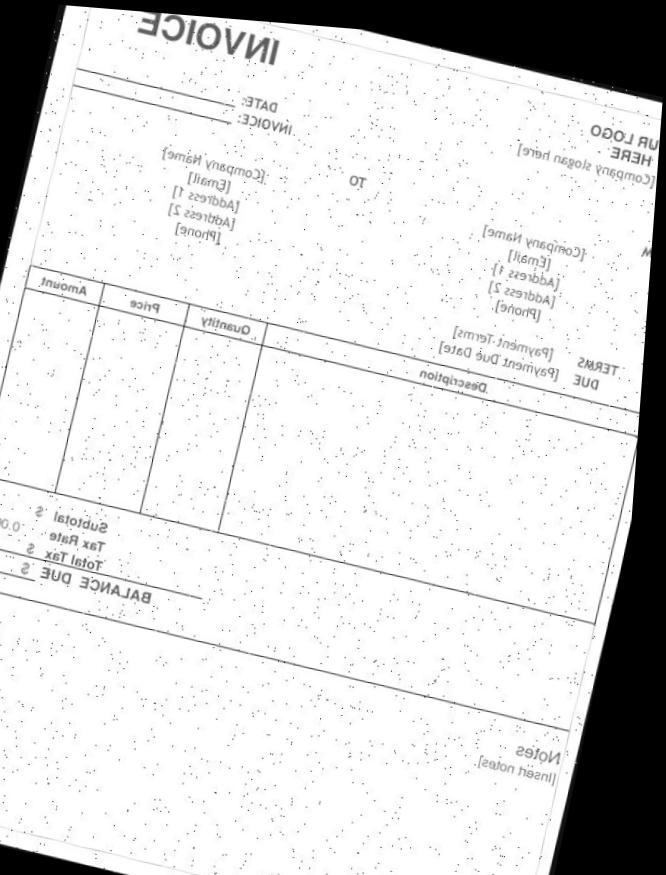 INVOICE
UR LOGO
HERE
[Company slogan here]
DATE:
INVOICE:
M
[Company Name]
[Email]
[Address 1]
[Address 2]
[Phone]
TO
[Company Name]
[Email]
[Address 1]
[Address 2]
[Phone]
TERMS [Payment Terms]
DUE [Payment Due Date]
Description Quantity Price Amount
Subtotal $
Tax Rate 0.0
Total Tax $
BALANCE DUE $
Notes
[Insert notes]